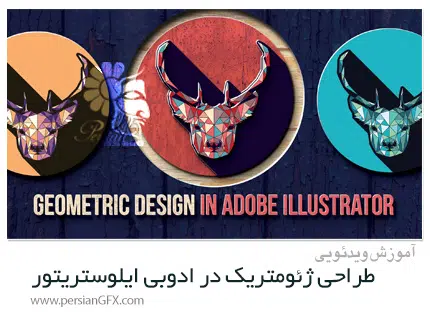 GEOMETRIC DESIGN IN ADOBE ILLUSTRATOR
آموزش ویدئویی
طراحی ژئومتریک در ادوبی ایلوستریتور
www.persianGFX.com